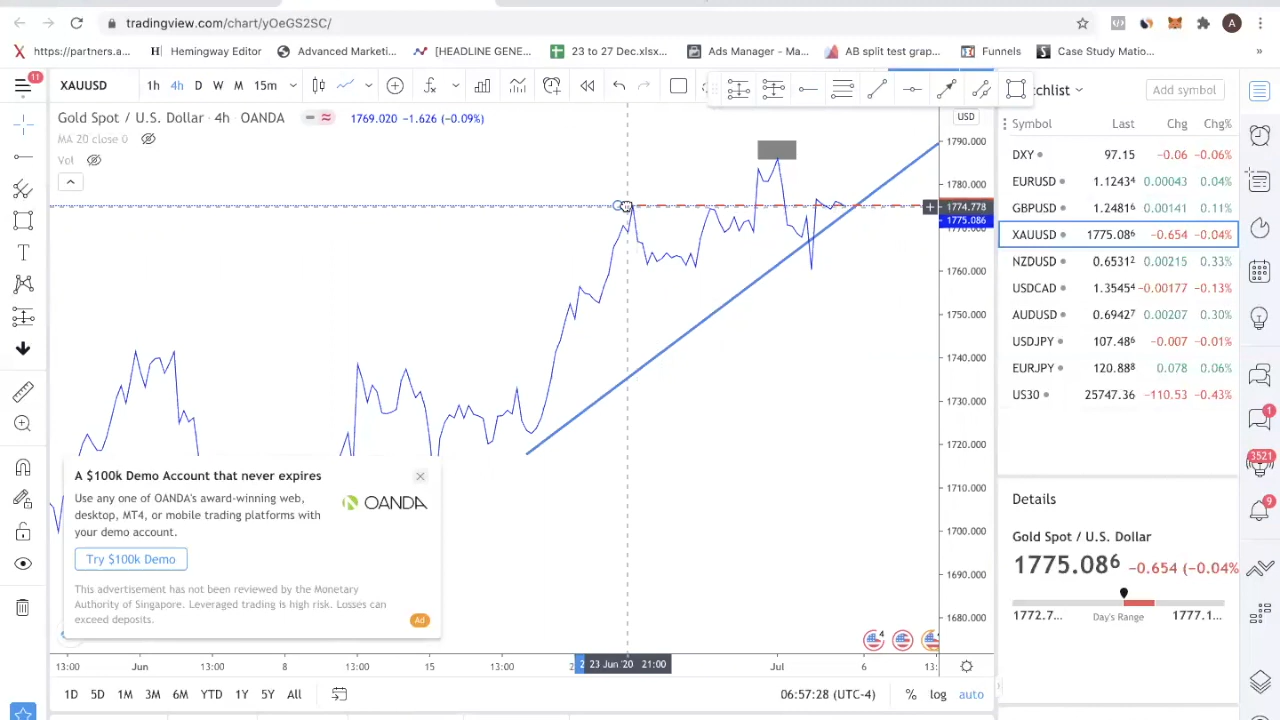 tradingview.com/chart/yOeGS2SC/
A
https://partners.a...
H Hemingway Editor
Advanced Marketi...
[HEADLINE GENE...
23 to 27 Dec.xlsx...
Ads Manager - Ma...
AB split test grap...
Funnels
Case Study Matio...
»
11
XAUUSD 1h 4h D W M 15m
Gold Spot / U.S. Dollar · 4h · OANDA
1769.020 −1.626 (−0.09%)
MA 20 close 0
Vol
USD
1790.000
1780.000
1774.778
1775.086
1770.000
1760.000
1750.000
1740.000
1730.000
1720.000
1710.000
1700.000
1690.000
1680.000
A $100k Demo Account that never expires
Use any one of OANDA's award-winning web,
desktop, MT4, or mobile trading platforms with
your demo account.
OANDA
Try $100k Demo
This advertisement has not been reviewed by the Monetary
Authority of Singapore. Leveraged trading is high risk. Losses can
exceed deposits.
Ad
4
13:00 Jun 13:00 8 13:00 15 13:00 2 23 Jun '20 21:00 Jul 6 13:
1D 5D 1M 3M 6M YTD 1Y 5Y All
06:57:28 (UTC-4) % log auto
tchlist
Add symbol
Symbol Last Chg Chg%
DXY 97.15 −0.06 −0.06%
EURUSD 1.12434 0.00043 0.04%
GBPUSD 1.24816 0.00141 0.11%
XAUUSD 1775.086 −0.654 −0.04%
NZDUSD 0.65312 0.00215 0.33%
USDCAD 1.35454 −0.00177 −0.13%
AUDUSD 0.69427 0.00207 0.30%
USDJPY 107.486 −0.007 −0.01%
EURJPY 120.888 0.078 0.06%
US30 25747.36 −110.53 −0.43%
Details
Gold Spot / U.S. Dollar
1775.086 −0.654 (−0.04%
1772.7... Day's Range 1777.1...
1
3521
9